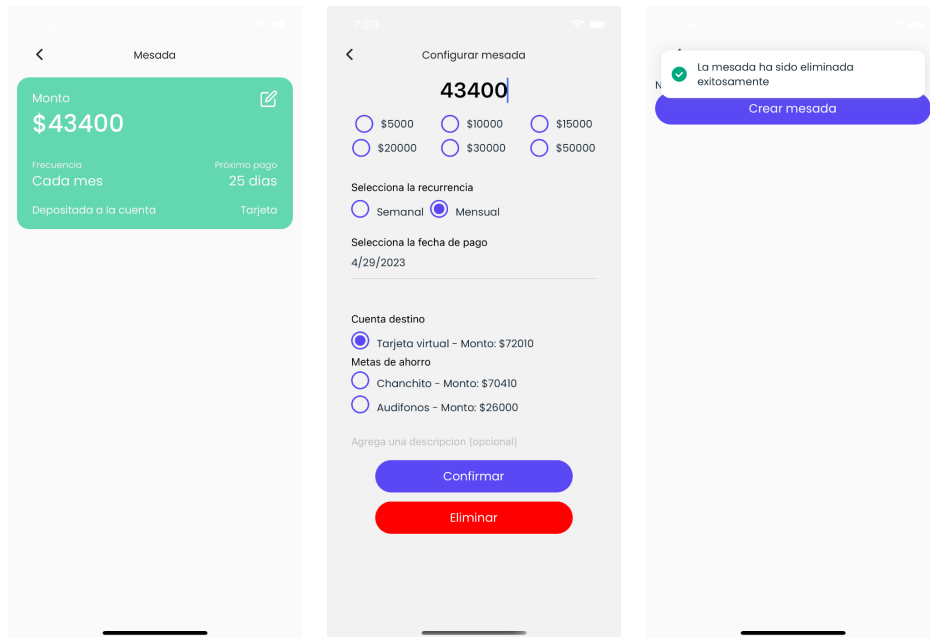 Mesada
Monto
$43400
Frecuencia
Próximo pago
Cada mes
25 dias
Depositada a la cuenta
Tarjeta
7:09
Configurar mesada
43400
$5000
$10000
$15000
$20000
$30000
$50000
Selecciona la recurrencia
Semanal
Mensual
Selecciona la fecha de pago
4/29/2023
Cuenta destino
Tarjeta virtual - Monto: $72010
Metas de ahorro
Chanchito - Monto: $70410
Audifonos - Monto: $26000
Agrega una descripcion (opcional)
Confirmar
Eliminar
La mesada ha sido eliminada
exitosamente
Crear mesada